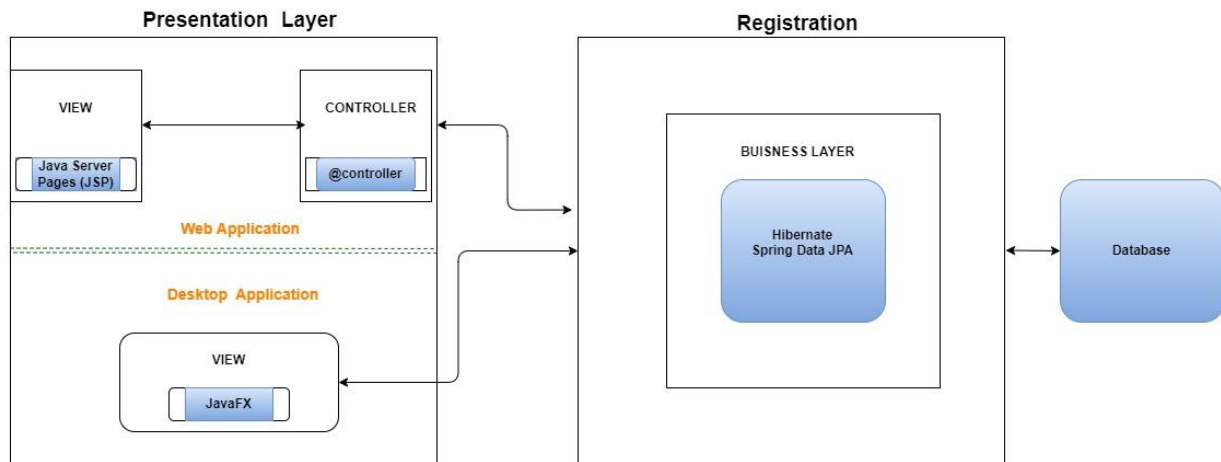 Presentation Layer
VIEW
Java Server
Pages (JSP)
CONTROLLER
@controller
Web Application
Desktop Application
VIEW
JavaFX
Registration
BUISNESS LAYER
Hibernate
Spring Data JPA
Database